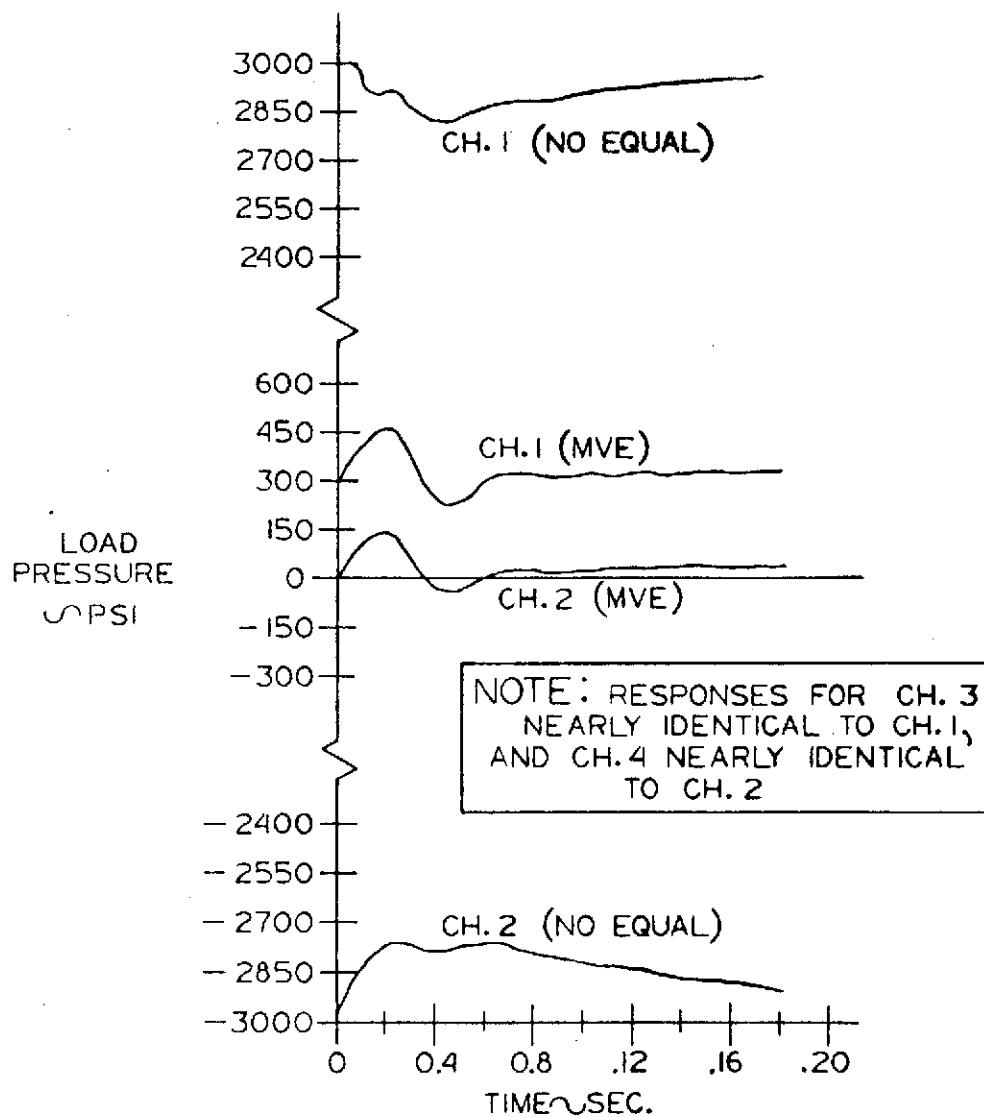 3000
2850
2700
2550
2400
CH. 1 (NO EQUAL)
600
450
300
150
0
-150
-300
CH. 1 (MVE)
CH. 2 (MVE)
LOAD
PRESSURE
~PSI
NOTE: RESPONSES FOR CH. 3
NEARLY IDENTICAL TO CH. 1,
AND CH. 4 NEARLY IDENTICAL
TO CH. 2
-2400
-2550
-2700
-2850
-3000
CH. 2 (NO EQUAL)
0 0.4 0.8 .12 .16 .20
TIME~SEC.